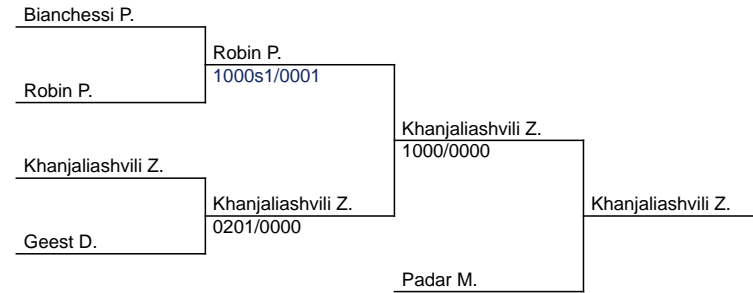 Bianchessi P.
Robin P.
1000s1/0001
Robin P.
Khanjaliashvili Z.
1000/0000
Khanjaliashvili Z.
Khanjaliashvili Z.
0201/0000
Khanjaliashvili Z.
Geest D.
Padar M.